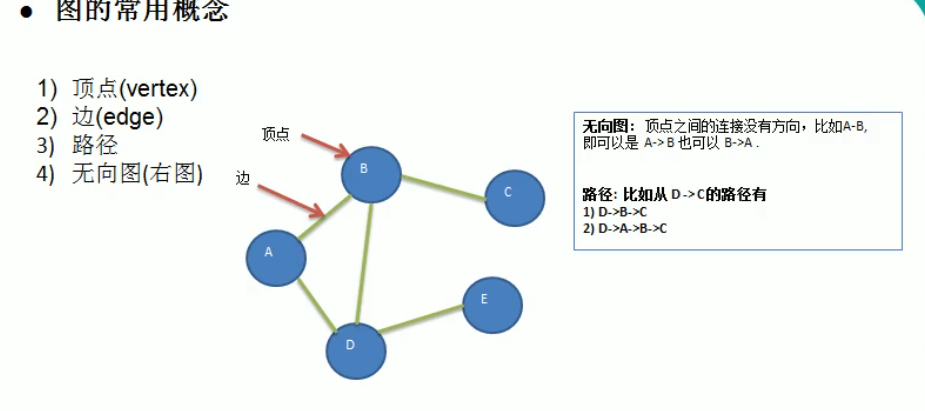 ● 图的常用概念
1) 顶点(vertex)
2) 边(edge)
3) 路径
4) 无向图(右图)
顶点
边
B
C
A
E
D
无向图： 顶点之间的连接没有方向，比如A-B,
即可以是 A-> B 也可以 B->A .
路径: 比如从 D -> C的路径有
1) D->B->C
2) D->A->B->C